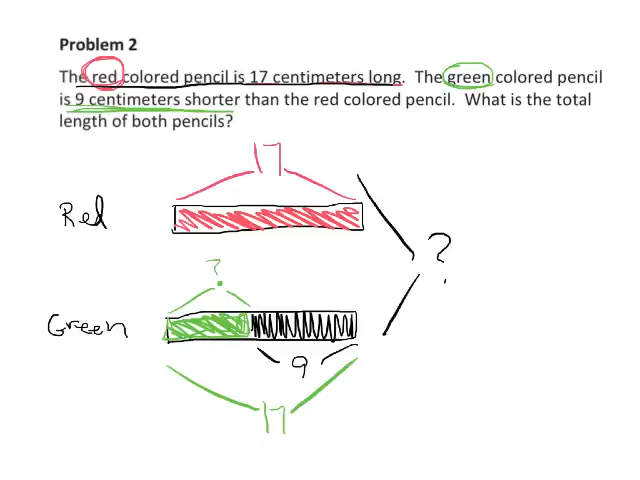 Problem 2
The red colored pencil is 17 centimeters long. The green colored pencil
is 9 centimeters shorter than the red colored pencil. What is the total
length of both pencils?
17
Red
?
?
Green
9
17